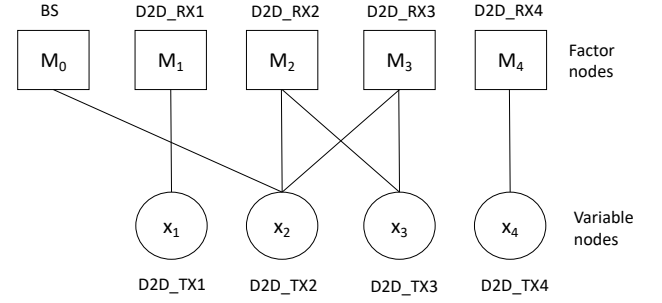 BS D2D_RX1 D2D_RX2 D2D_RX3 D2D_RX4
M0 M1 M2 M3 M4
Factor
nodes
x1 x2 x3 x4
Variable
nodes
D2D_TX1 D2D_TX2 D2D_TX3 D2D_TX4